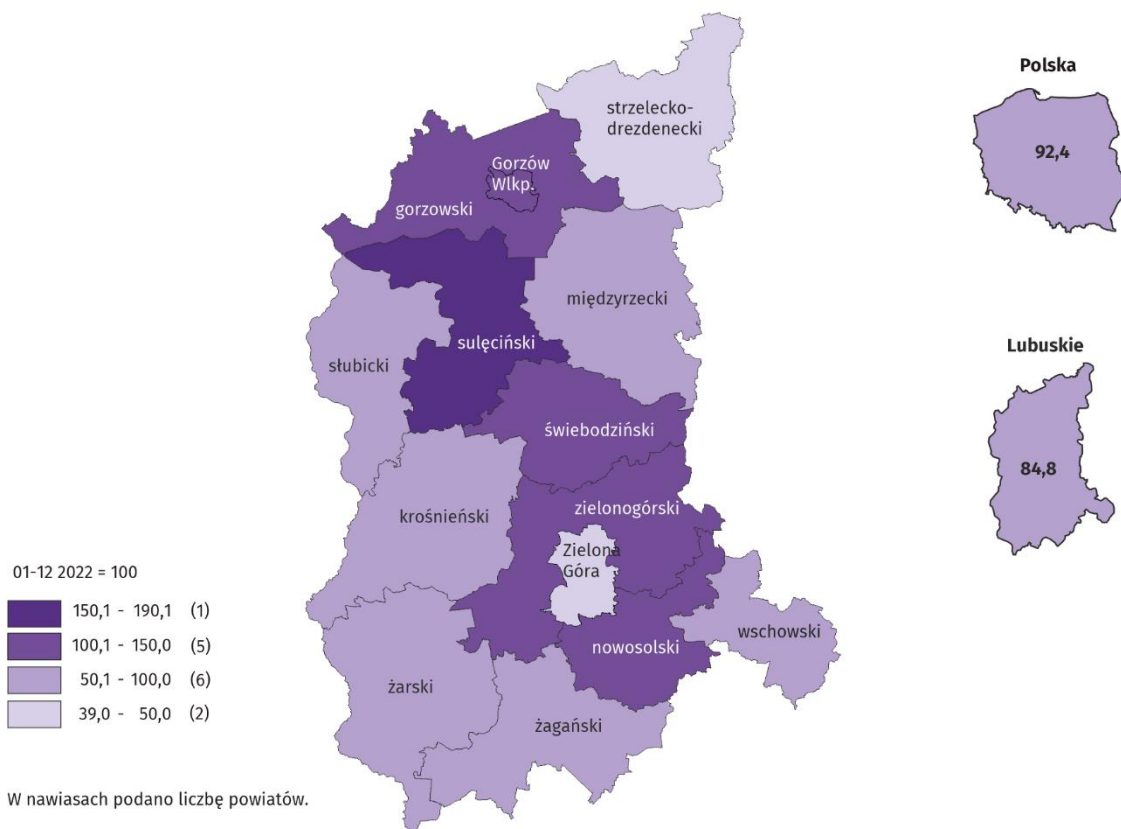 Polska
92,4
Lubuskie
84,8
strzelecko-
drezdenecki
Gorzów
Wlkp.
gorzowski
międzyrzecki
sulęciński
słubicki
świebodziński
zielonogórski
krośnieński
Zielona
Góra
wschowski
nowosolski
żarski
żagański
01-12 2022 = 100
150,1 - 190,1 (1)
100,1 - 150,0 (5)
50,1 - 100,0 (6)
39,0 - 50,0 (2)
W nawiasach podano liczbę powiatów.